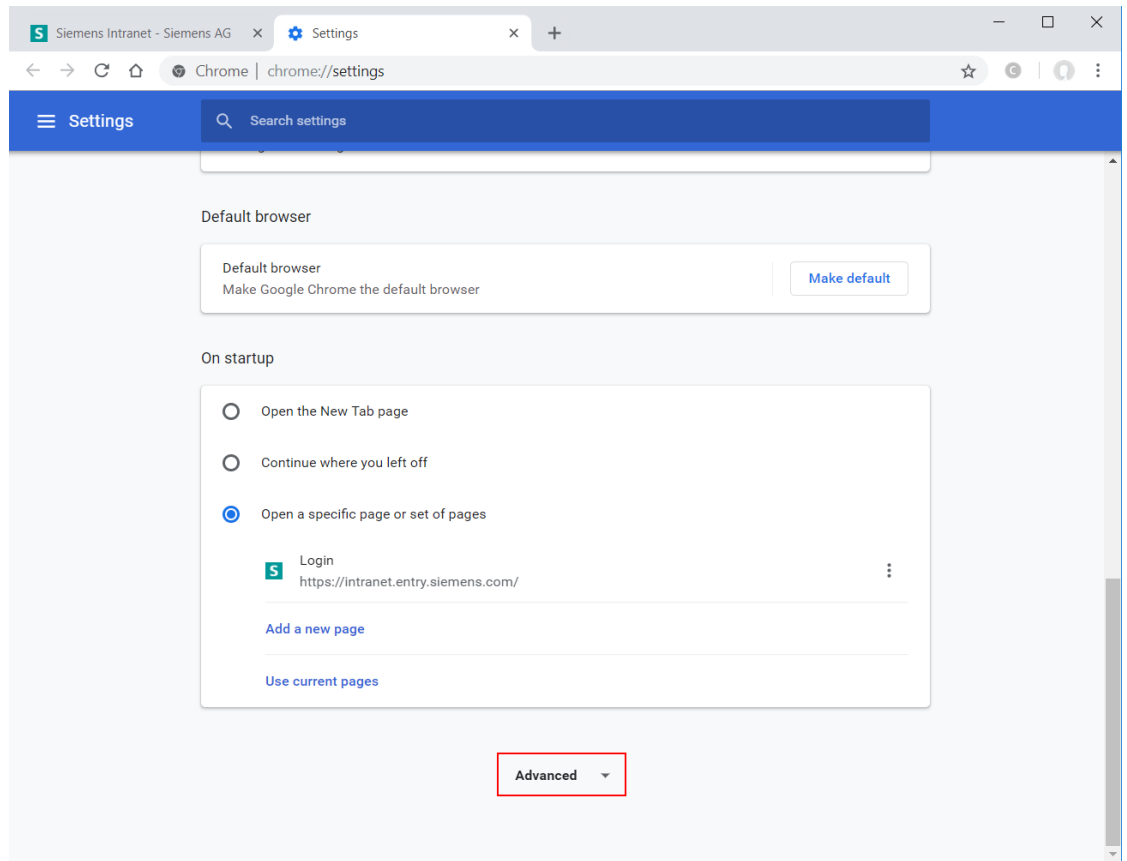 S Siemens Intranet - Siemens AG
Settings
Chrome | chrome://settings
C
Settings
Search settings
Default browser
Default browser
Make Google Chrome the default browser
Make default
On startup
Open the New Tab page
Continue where you left off
Open a specific page or set of pages
S
Login
https://intranet.entry.siemens.com/
Add a new page
Use current pages
Advanced